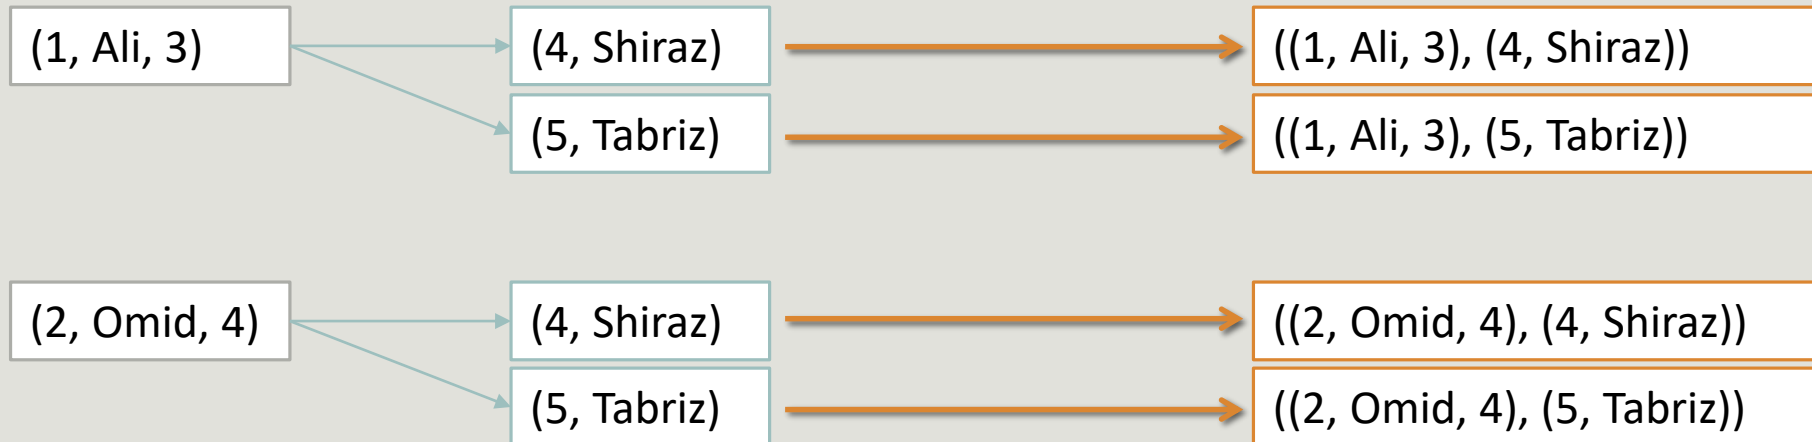 (1, Ali, 3) (4, Shiraz) ((1, Ali, 3), (4, Shiraz))
(5, Tabriz) ((1, Ali, 3), (5, Tabriz))
(2, Omid, 4) (4, Shiraz) ((2, Omid, 4), (4, Shiraz))
(5, Tabriz) ((2, Omid, 4), (5, Tabriz))